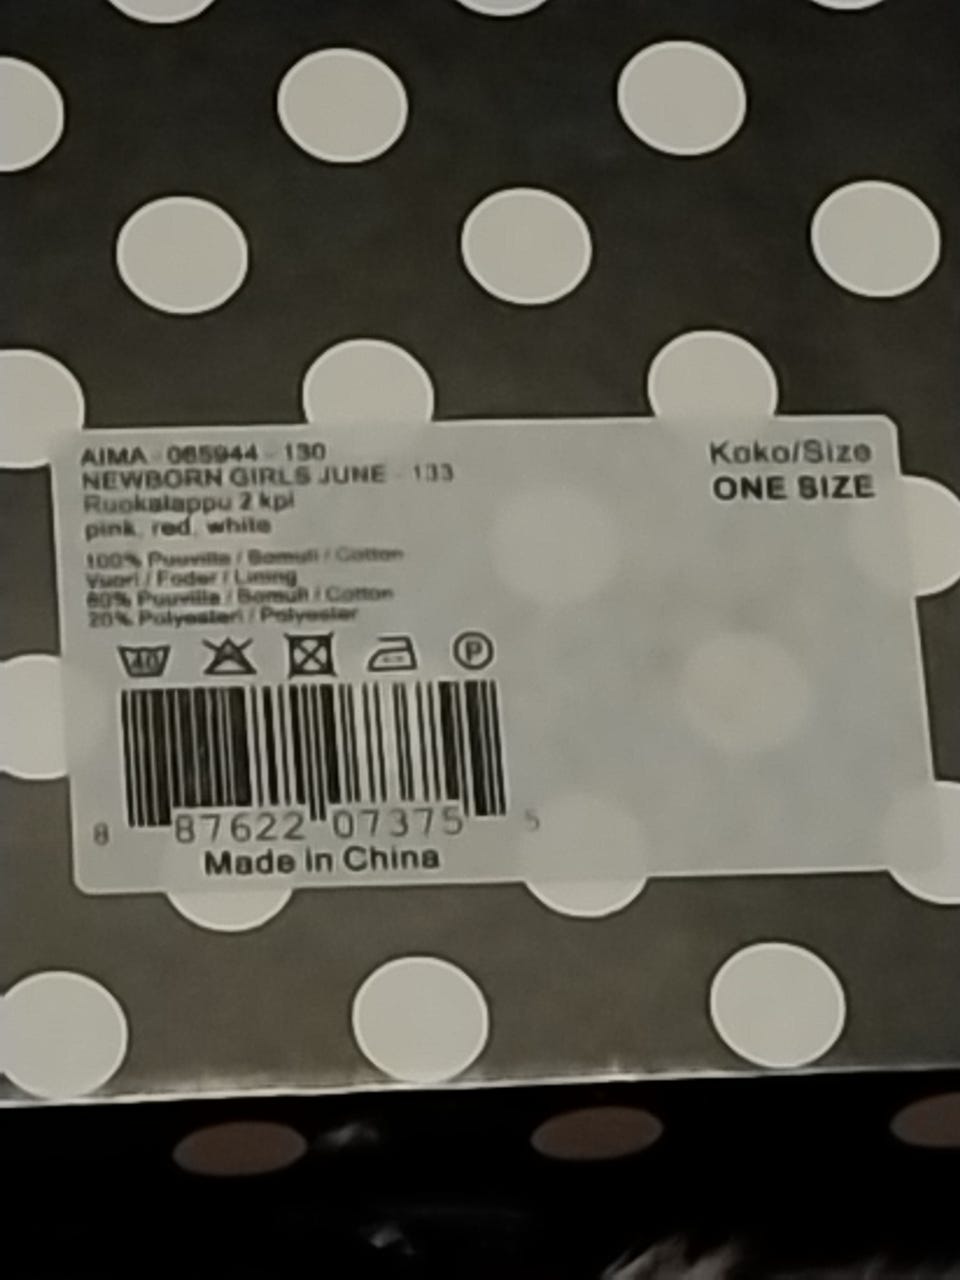 AIMA - 065944 - 130
NEWBORN GIRLS JUNE - 133
Ruokalappu 2 kpl
pink, red, white
100% Puuvilla / Bomull / Cotton
Vuori / Foder / Lining
80% Puuvilla / Bomull / Cotton
20% Polyesteri / Polyester
Koko/Size
ONE SIZE
40
P
8 87622 07375 5
Made in China